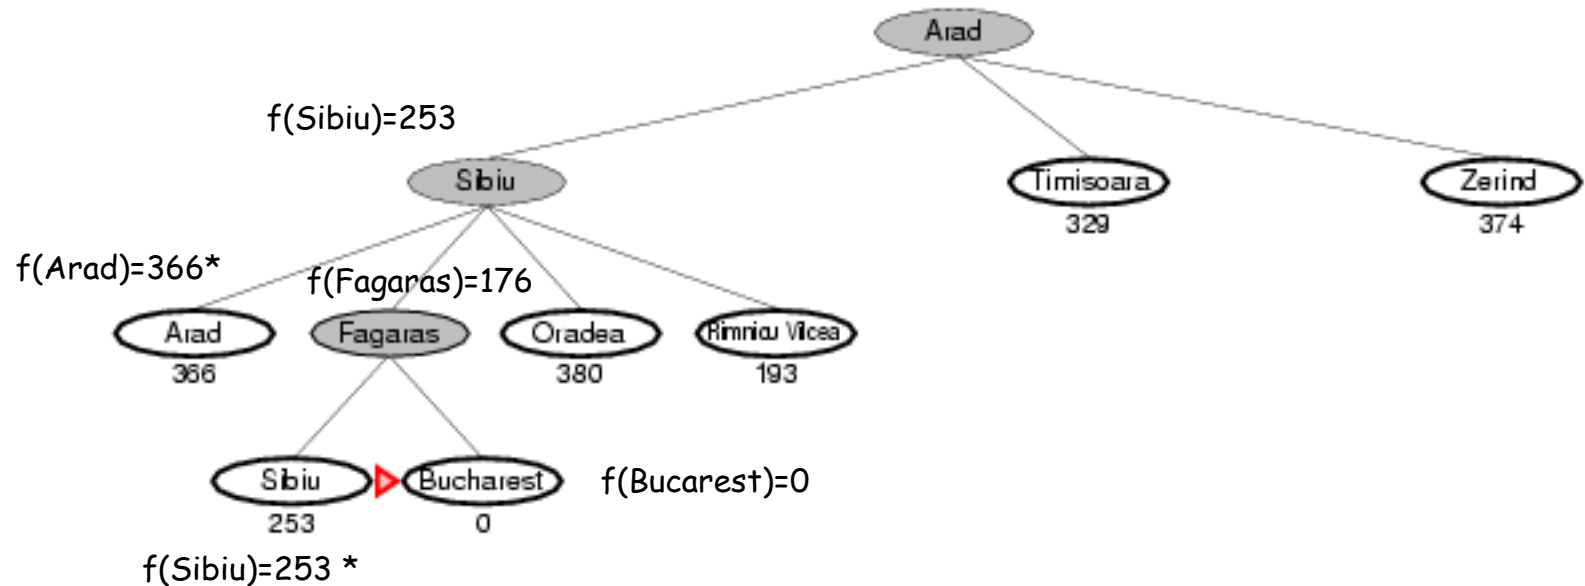 Arad
f(Sibiu)=253
Sibiu
Timisoara
Zerind
329
374
f(Arad)=366*
f(Fagaras)=176
Arad
Fagaras
Oradea
Rimnicu Vilcea
366
380
193
Sibiu
Bucharest
f(Bucarest)=0
253
0
f(Sibiu)=253 *